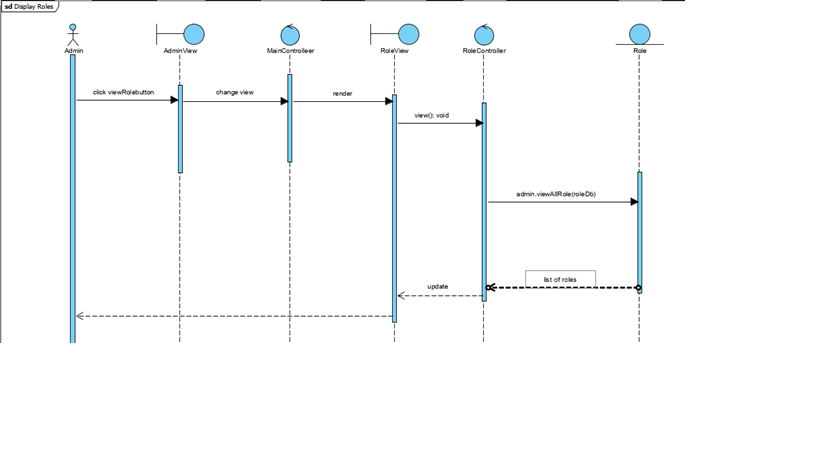 sd Display Roles
Admin
AdminView
MainControlleer
RoleView
RoleController
Role
click viewRolebutton
change view
render
view(): void
admin.viewAllRole(roleDb)
list of roles
update